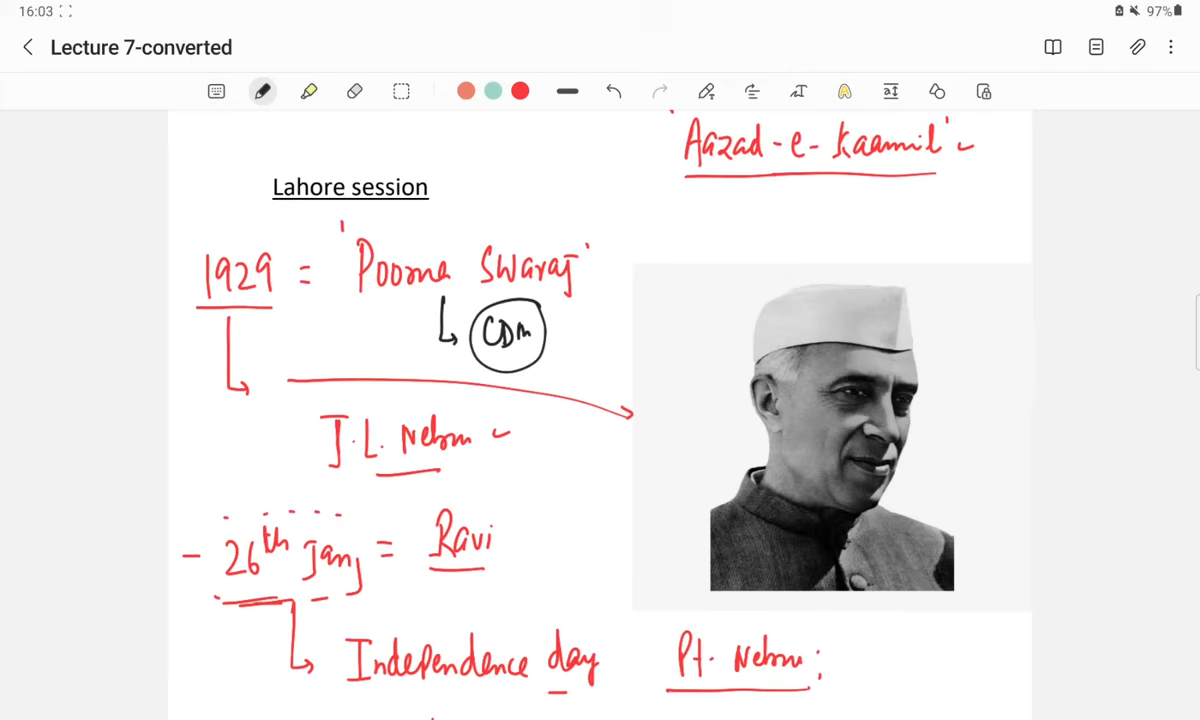 16:03
97%
Lecture 7-converted
'Aazad-e-Kaamil'
Lahore session
1929 = 'Poorna Swaraj'
CDM
J.L. Nehru
- 26th Jan, = Ravi
Independence day
Pt. Nehru;